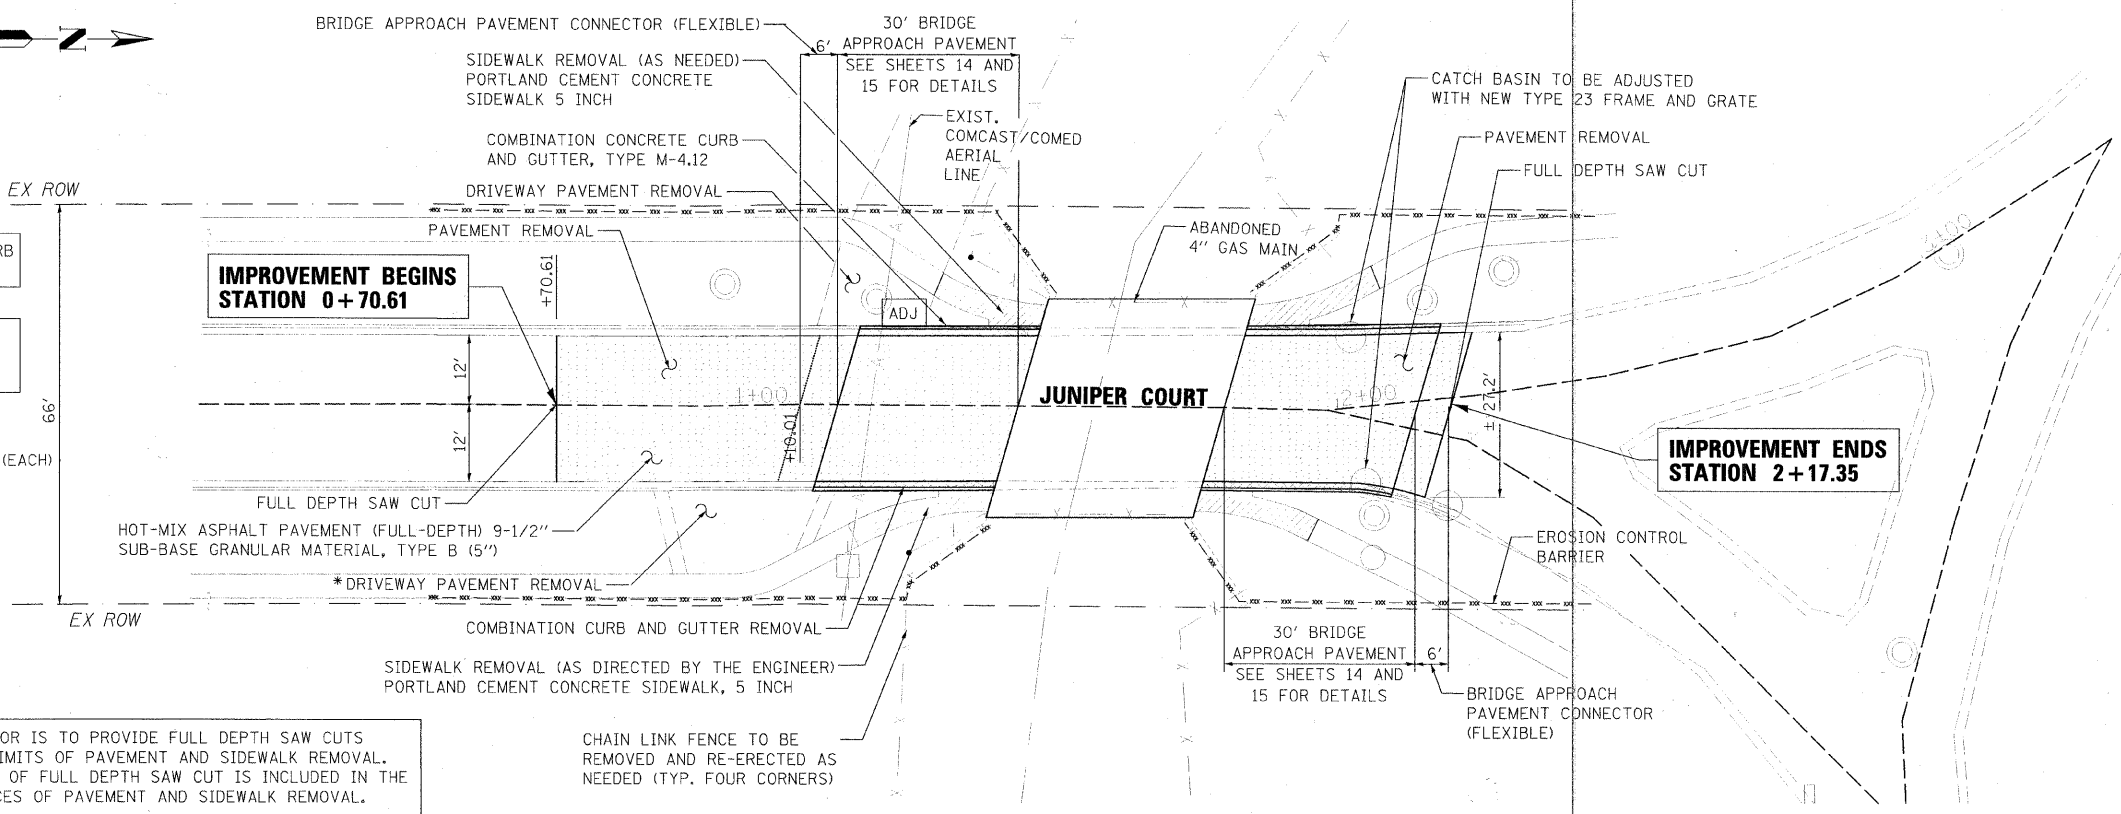 N
BRIDGE APPROACH PAVEMENT CONNECTOR (FLEXIBLE)
6'
30' BRIDGE
APPROACH PAVEMENT
SEE SHEETS 14 AND
15 FOR DETAILS
SIDEWALK REMOVAL (AS NEEDED)
PORTLAND CEMENT CONCRETE
SIDEWALK 5 INCH
CATCH BASIN TO BE ADJUSTED
WITH NEW TYPE 23 FRAME AND GRATE
EXIST.
COMCAST/COMED
AERIAL
LINE
COMBINATION CONCRETE CURB
AND GUTTER, TYPE M-4.12
PAVEMENT REMOVAL
FULL DEPTH SAW CUT
EX ROW
DRIVEWAY PAVEMENT REMOVAL
PAVEMENT REMOVAL
ABANDONED
4" GAS MAIN
RB
IMPROVEMENT BEGINS
STATION 0+70.61
+70.61
ADJ
12'
12'
66'
1+00
+10.01
JUNIPER COURT
2+00
±27.2'
IMPROVEMENT ENDS
STATION 2+17.35
(EACH)
FULL DEPTH SAW CUT
HOT-MIX ASPHALT PAVEMENT (FULL-DEPTH) 9-1/2"
SUB-BASE GRANULAR MATERIAL, TYPE B (5")
*DRIVEWAY PAVEMENT REMOVAL
EROSION CONTROL
BARRIER
EX ROW
COMBINATION CURB AND GUTTER REMOVAL
SIDEWALK REMOVAL (AS DIRECTED BY THE ENGINEER)
PORTLAND CEMENT CONCRETE SIDEWALK, 5 INCH
30' BRIDGE
APPROACH PAVEMENT
SEE SHEETS 14 AND
15 FOR DETAILS
6'
BRIDGE APPROACH
PAVEMENT CONNECTOR
(FLEXIBLE)
CHAIN LINK FENCE TO BE
REMOVED AND RE-ERECTED AS
NEEDED (TYP. FOUR CORNERS)
OR IS TO PROVIDE FULL DEPTH SAW CUTS
IMITS OF PAVEMENT AND SIDEWALK REMOVAL.
OF FULL DEPTH SAW CUT IS INCLUDED IN THE
CES OF PAVEMENT AND SIDEWALK REMOVAL.